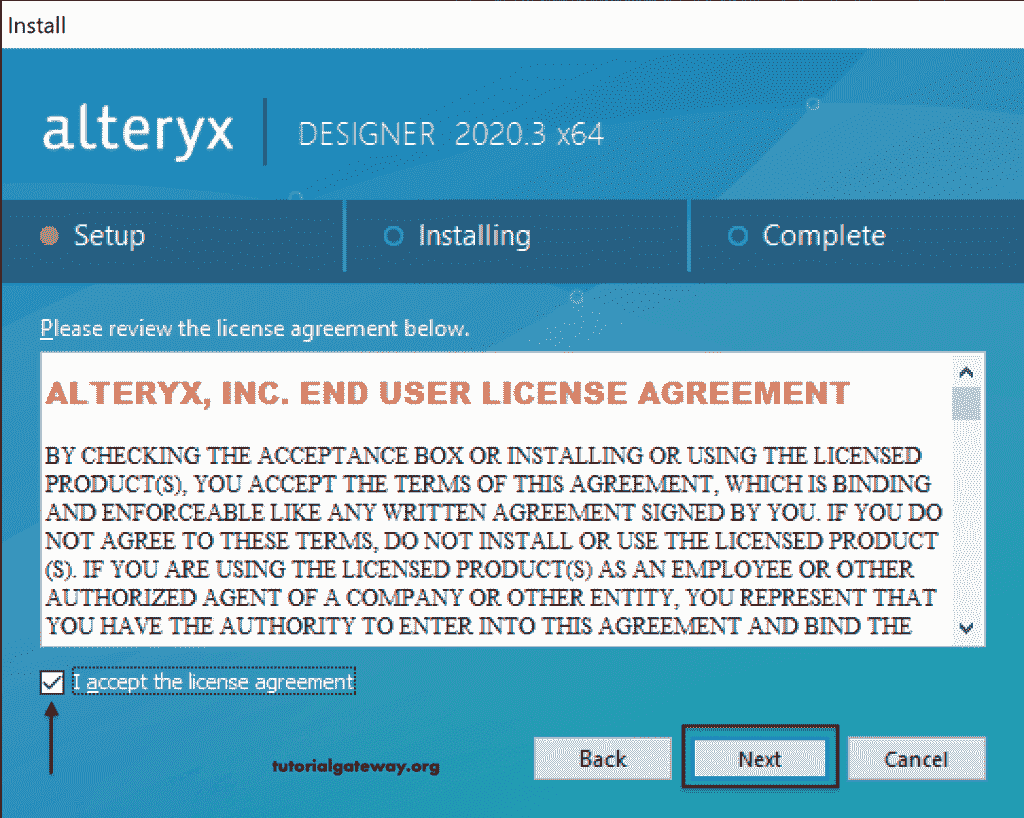 Install
alteryx
DESIGNER 2020.3 x64
Setup
Installing
Complete
Please review the license agreement below.
ALTERYX, INC. END USER LICENSE AGREEMENT
BY CHECKING THE ACCEPTANCE BOX OR INSTALLING OR USING THE LICENSED
PRODUCT(S), YOU ACCEPT THE TERMS OF THIS AGREEMENT, WHICH IS BINDING
AND ENFORCEABLE LIKE ANY WRITTEN AGREEMENT SIGNED BY YOU. IF YOU DO
NOT AGREE TO THESE TERMS, DO NOT INSTALL OR USE THE LICENSED PRODUCT
(S). IF YOU ARE USING THE LICENSED PRODUCT(S) AS AN EMPLOYEE OR OTHER
AUTHORIZED AGENT OF A COMPANY OR OTHER ENTITY, YOU REPRESENT THAT
YOU HAVE THE AUTHORITY TO ENTER INTO THIS AGREEMENT AND BIND THE
I accept the license agreement
tutorialgateway.org
Back
Next
Cancel